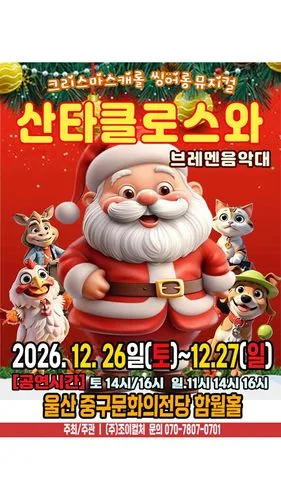 크리스마스캐롤 씽어롱 뮤지컬
산타클로스와
브레멘음악대
2026. 12. 26일(토)~12.27(일)
[공연시간] 토 14시/16시 일.11시 14시 16시
울산 중구문화의전당 함월홀
주최/주관 | (주)조이컬처 문의 070-7807-0701